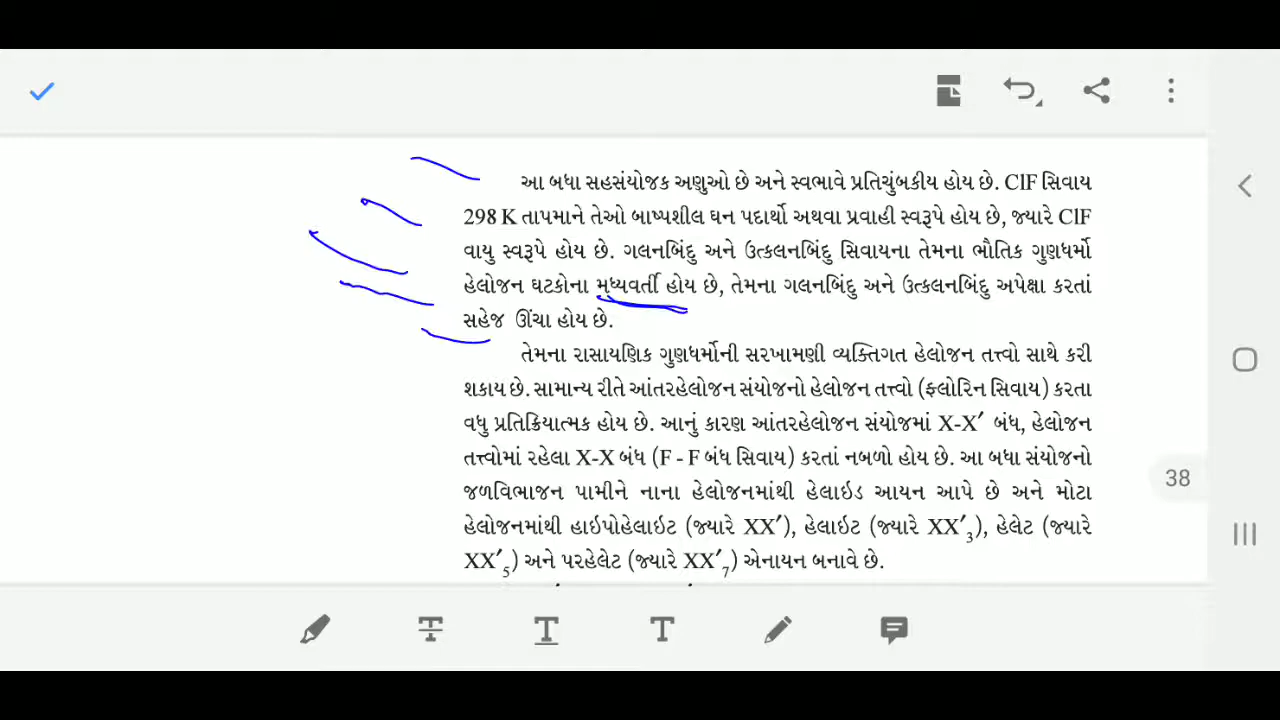 આ બધા સહસંયોજક અણુઓ છે અને સ્વભાવે પ્રતિચુંબકીય હોય છે. ClF સિવાય
298 K તાપમાને તેઓ બાષ્પશીલ ઘન પદાર્થો અથવા પ્રવાહી સ્વરૂપે હોય છે, જ્યારે ClF
વાયુ સ્વરૂપે હોય છે. ગલનબિંદુ અને ઉત્કલનબિંદુ સિવાયના તેમના ભૌતિક ગુણધર્મો
હેલોજન ઘટકોના મધ્યવર્તી હોય છે, તેમના ગલનબિંદુ અને ઉત્કલનબિંદુ અપેક્ષા કરતાં
સહેજ ઊંચા હોય છે.
તેમના રાસાયણિક ગુણધર્મોની સરખામણી વ્યક્તિગત હેલોજન તત્ત્વો સાથે કરી
શકાય છે. સામાન્ય રીતે આંતરહેલોજન સંયોજનો હેલોજન તત્ત્વો (ફ્લોરિન સિવાય) કરતા
વધુ પ્રતિક્રિયાત્મક હોય છે. આનું કારણ આંતરહેલોજન સંયોજમાં X-X′ બંધ, હેલોજન
તત્ત્વોમાં રહેલા X-X બંધ (F - F બંધ સિવાય) કરતાં નબળો હોય છે. આ બધા સંયોજનો
જળવિભાજન પામીને નાના હેલોજનમાંથી હેલાઇડ આયન આપે છે અને મોટા
હેલોજનમાંથી હાઇપોહેલાઇટ (જ્યારે XX′), હેલાઇટ (જ્યારે XX′₃), હેલેટ (જ્યારે
XX′₅) અને પરહેલેટ (જ્યારે XX′₇) એનાયન બનાવે છે.
38
T
T
T